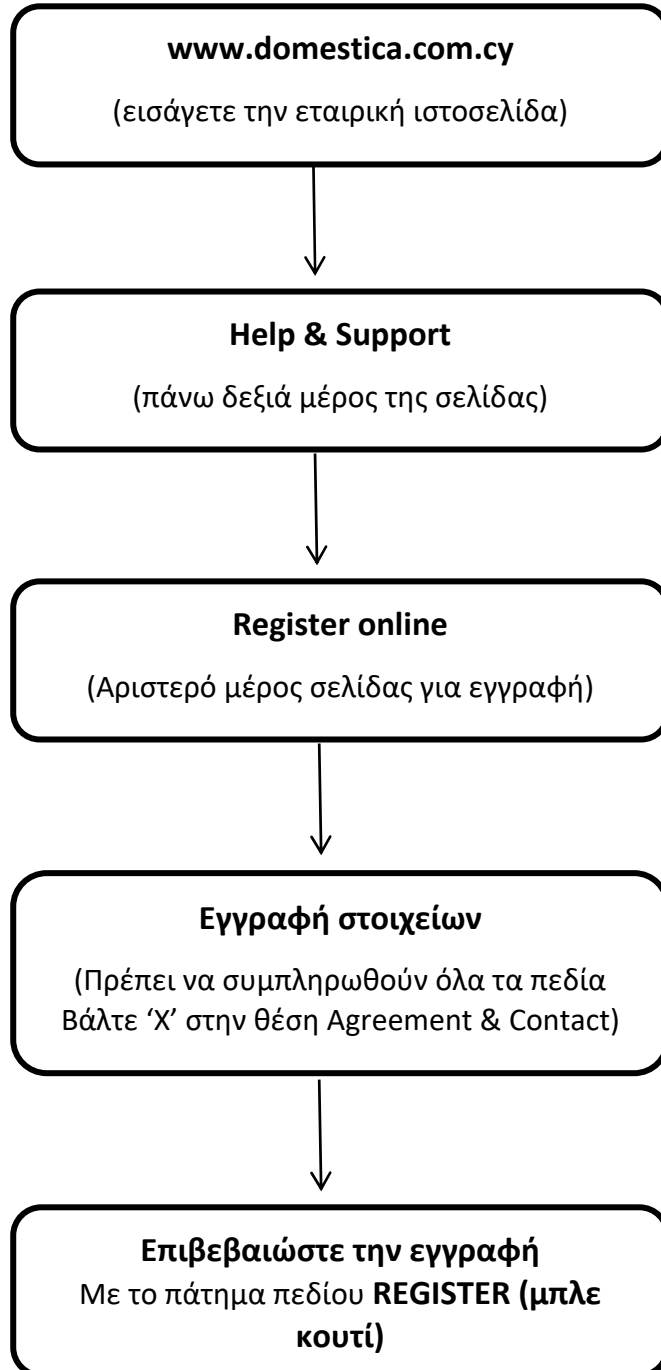 www.domestica.com.cy
(εισάγετε την εταιρική ιστοσελίδα)
Help & Support
(πάνω δεξιά μέρος της σελίδας)
Register online
(Αριστερό μέρος σελίδας για εγγραφή)
Εγγραφή στοιχείων
(Πρέπει να συμπληρωθούν όλα τα πεδία
Βάλτε ‘Χ’ στην θέση Agreement & Contact)
Επιβεβαιώστε την εγγραφή
Με το πάτημα πεδίου REGISTER (μπλε
κουτί)